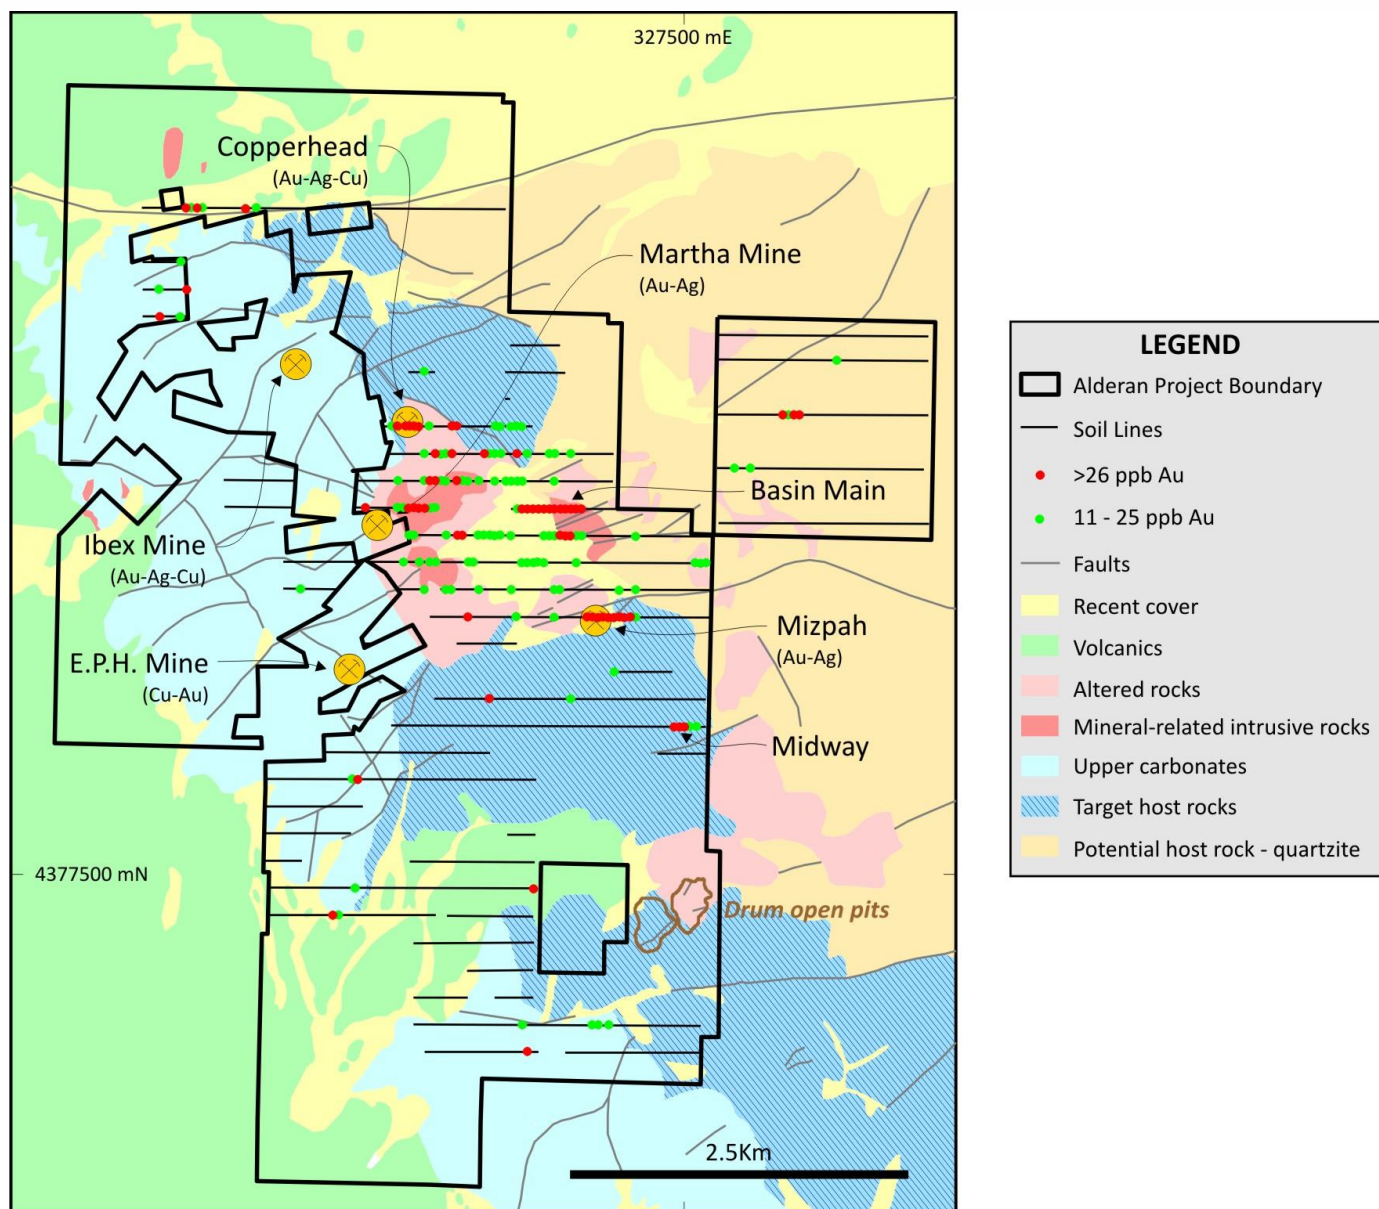 327500 mE
Copperhead
(Au-Ag-Cu)
Martha Mine
(Au-Ag)
Basin Main
Ibex Mine
(Au-Ag-Cu)
Mizpah
(Au-Ag)
E.P.H. Mine
(Cu-Au)
Midway
4377500 mN
Drum open pits
2.5Km
LEGEND
Alderan Project Boundary
Soil Lines
>26 ppb Au
11 - 25 ppb Au
Faults
Recent cover
Volcanics
Altered rocks
Mineral-related intrusive rocks
Upper carbonates
Target host rocks
Potential host rock - quartzite